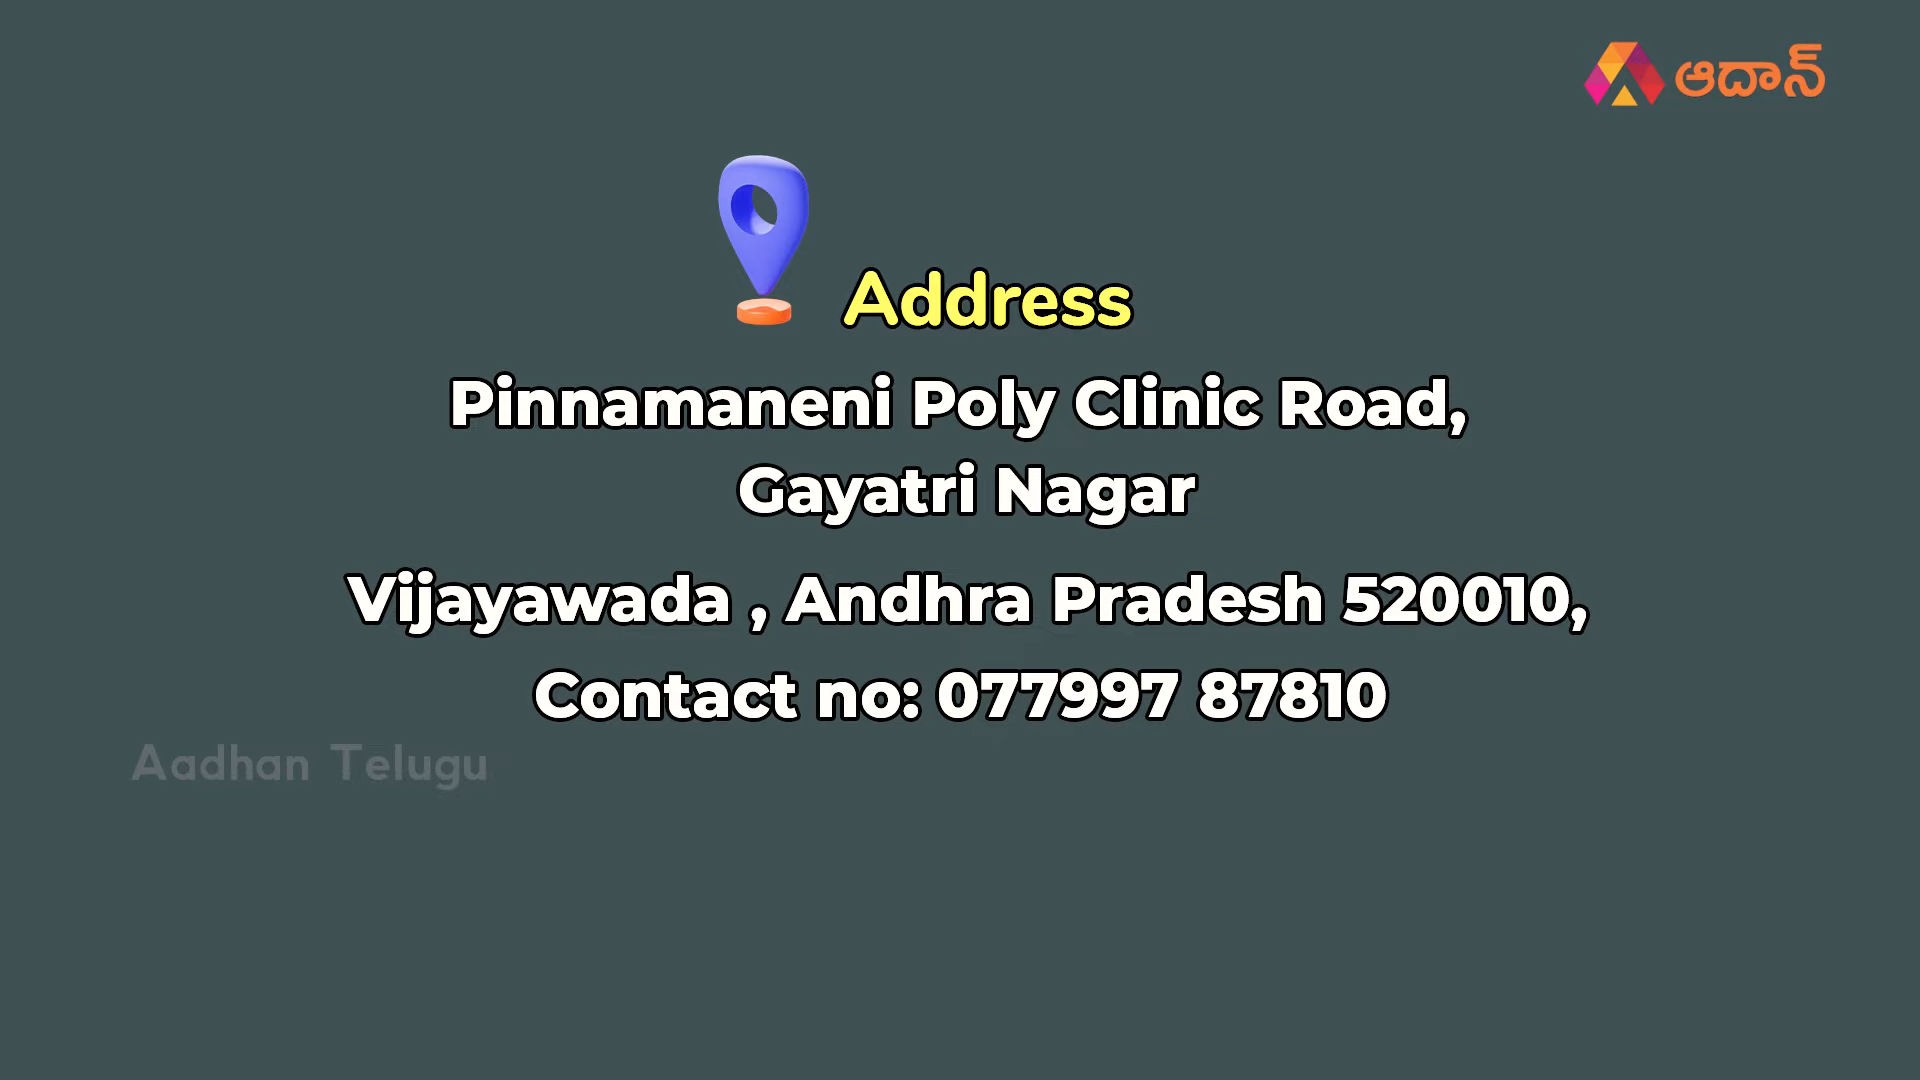 ఆదాన్
Address
Pinnamaneni Poly Clinic Road,
Gayatri Nagar
Vijayawada , Andhra Pradesh 520010,
Contact no: 077997 87810
Aadhan Telugu